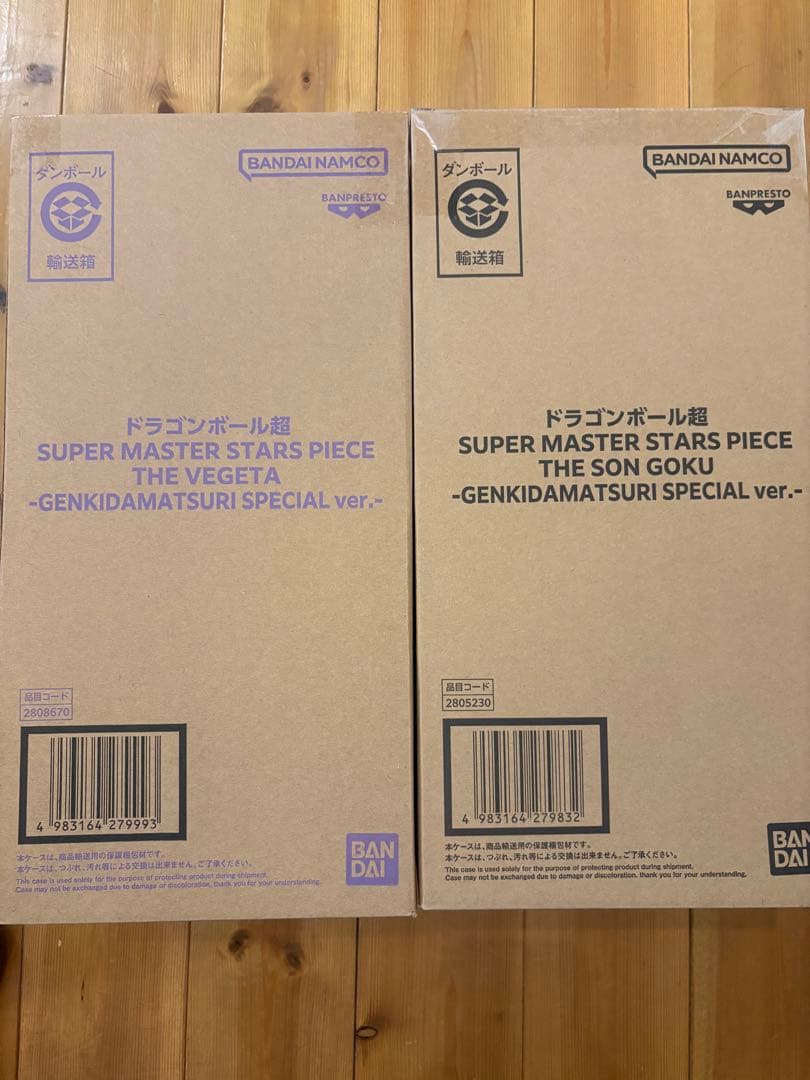 ダンボール
輸送箱
BANDAI NAMCO
BANPRESTO
ドラゴンボール超
SUPER MASTER STARS PIECE
THE VEGETA
-GENKIDAMATSURI SPECIAL ver.-
品目コード
2808670
4 983164 279993
本ケースは、商品輸送用の保護梱包材です。
本ケースは、つぶれ、汚れ等による交換は出来ません。ご了承ください。
This case is used solely for the purpose of protecting product during shipment.
Case may not be exchanged due to damage or discoloration. thank you for your understanding.
BAN
DAI
ダンボール
輸送箱
BANDAI NAMCO
BANPRESTO
ドラゴンボール超
SUPER MASTER STARS PIECE
THE SON GOKU
-GENKIDAMATSURI SPECIAL ver.-
品目コード
2805230
4 983164 279832
本ケースは、商品輸送用の保護梱包材です。
本ケースは、つぶれ、汚れ等による交換は出来ません。ご了承ください。
This case is used solely for the purpose of protecting product during shipment.
Case may not be exchanged due to damage or discoloration. thank you for your understanding.
BAN
DAI